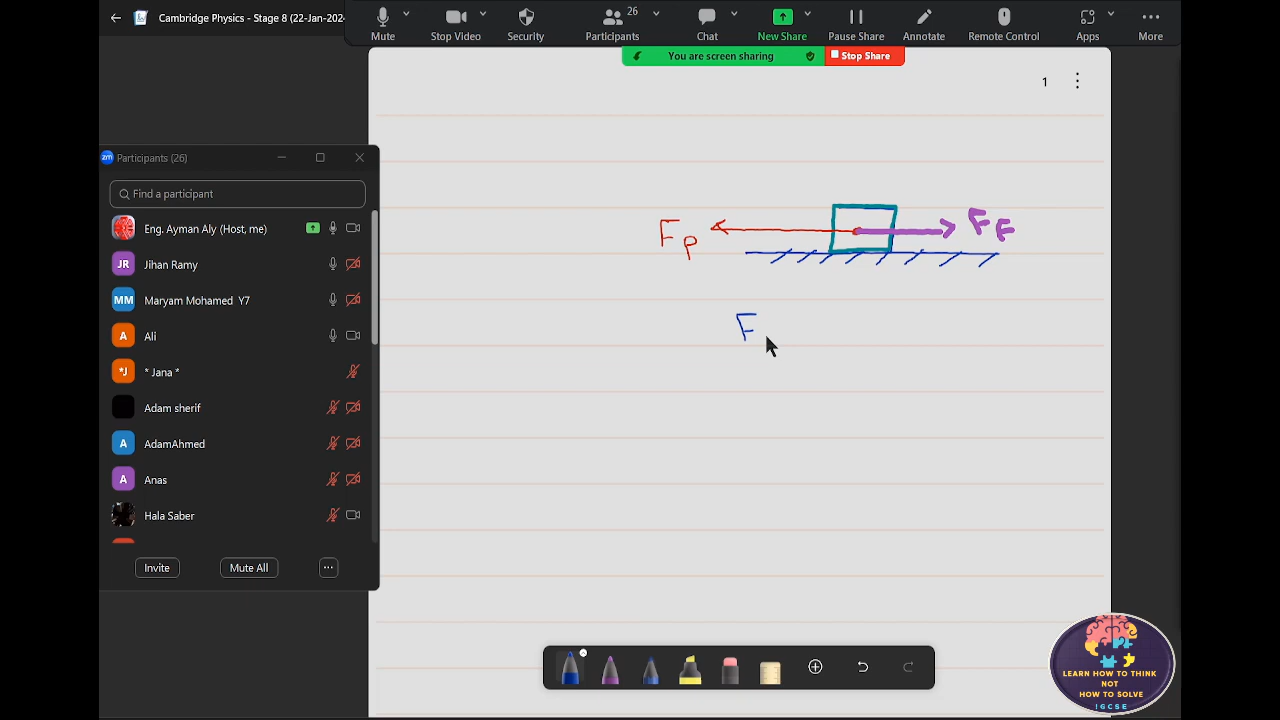 Cambridge Physics - Stage 8 (22-Jan-202
26
Mute
Stop Video
Security
Participants
Chat
New Share
Pause Share
Annotate
Remote Control
Apps
More
You are screen sharing
Stop Share
1
zm Participants (26)
Find a participant
Eng. Ayman Aly (Host, me)
JR Jihan Ramy
MM Maryam Mohamed Y7
A Ali
*J * Jana *
Adam sherif
A AdamAhmed
A Anas
Hala Saber
Invite
Mute All
...
Fp
FF
F
LEARN HOW TO THINK
NOT
HOW TO SOLVE
IGCSE